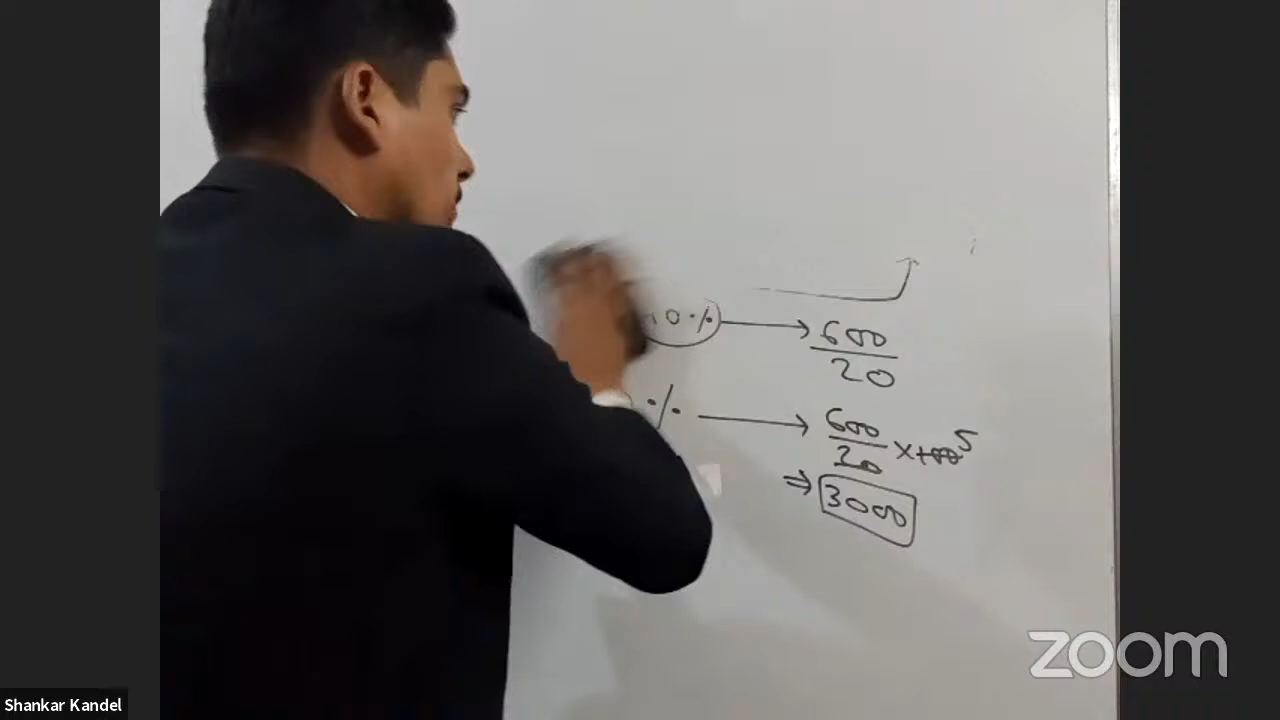 10% → 600/20
% → 600/20 × 100 5
⇒ 3000
zoom
Shankar Kandel